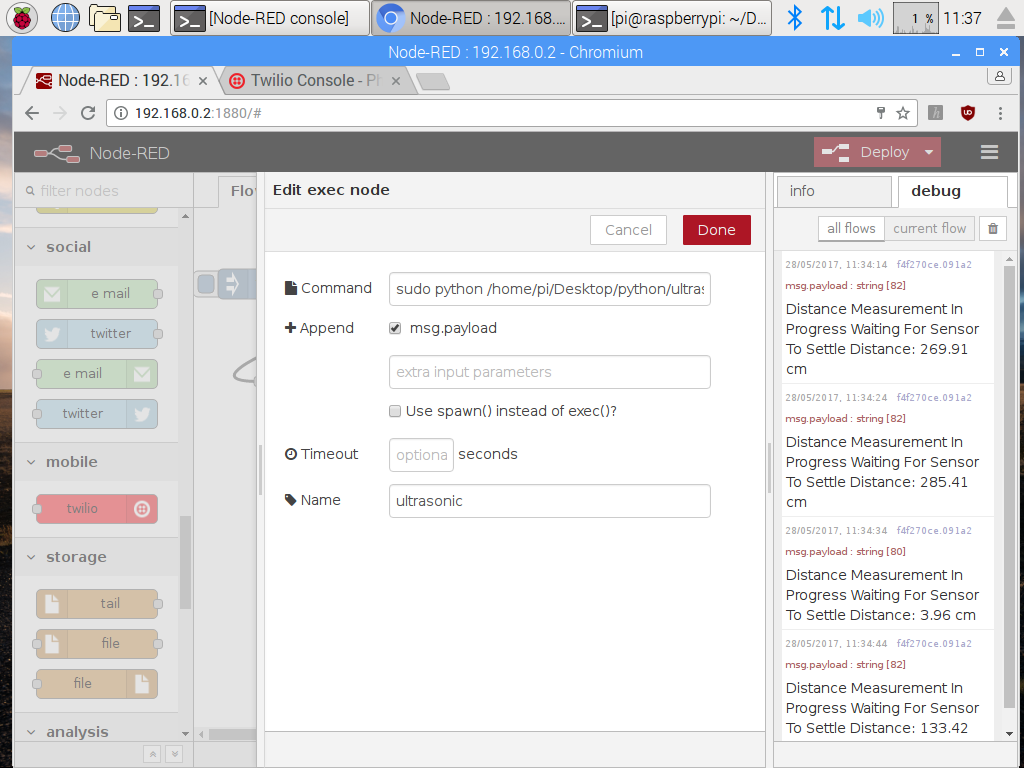 [Node-RED console]
Node-RED : 192.168....
[pi@raspberrypi: ~/D...
1 %
11:37
Node-RED : 192.168.0.2 - Chromium
Node-RED : 192.16
Twilio Console - Ph
192.168.0.2:1880/#
Node-RED
Deploy
filter nodes
Flo
Edit exec node
info
debug
Cancel
Done
all flows
current flow
social
e mail
twitter
e mail
twitter
mobile
twilio
storage
tail
file
file
analysis
Command
sudo python /home/pi/Desktop/python/ultras
Append
msg.payload
extra input parameters
Use spawn() instead of exec()?
Timeout
optiona
seconds
Name
ultrasonic
28/05/2017, 11:34:14 f4f270ce.091a2
msg.payload : string [82]
Distance Measurement In
Progress Waiting For Sensor
To Settle Distance: 269.91
cm
28/05/2017, 11:34:24 f4f270ce.091a2
msg.payload : string [82]
Distance Measurement In
Progress Waiting For Sensor
To Settle Distance: 285.41
cm
28/05/2017, 11:34:34 f4f270ce.091a2
msg.payload : string [80]
Distance Measurement In
Progress Waiting For Sensor
To Settle Distance: 3.96 cm
28/05/2017, 11:34:44 f4f270ce.091a2
msg.payload : string [82]
Distance Measurement In
Progress Waiting For Sensor
To Settle Distance: 133.42